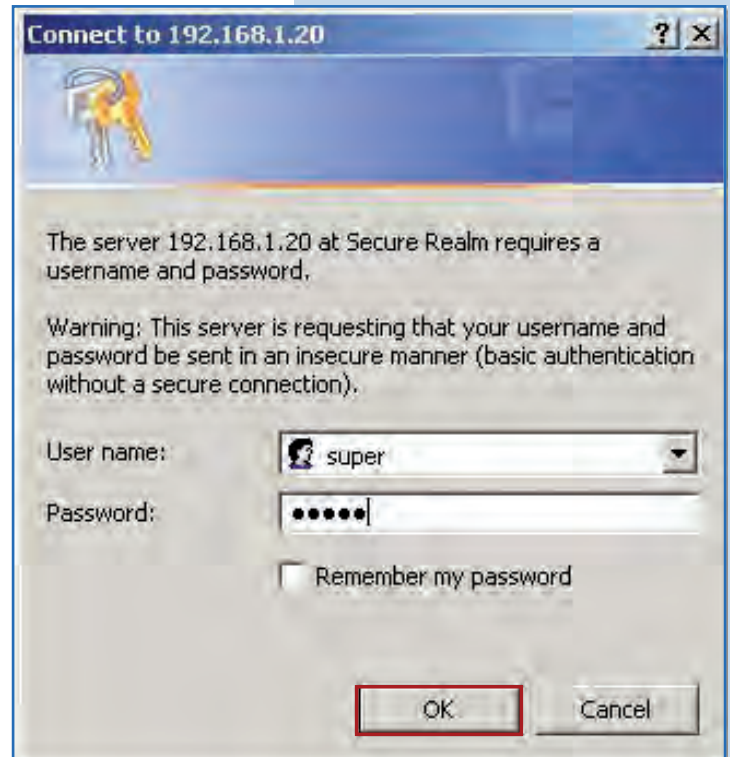 Connect to 192.168.1.20
The server 192.168.1.20 at Secure Realm requires a
username and password.
Warning: This server is requesting that your username and
password be sent in an insecure manner (basic authentication
without a secure connection).
User name: super
Password: •••••
Remember my password
OK Cancel